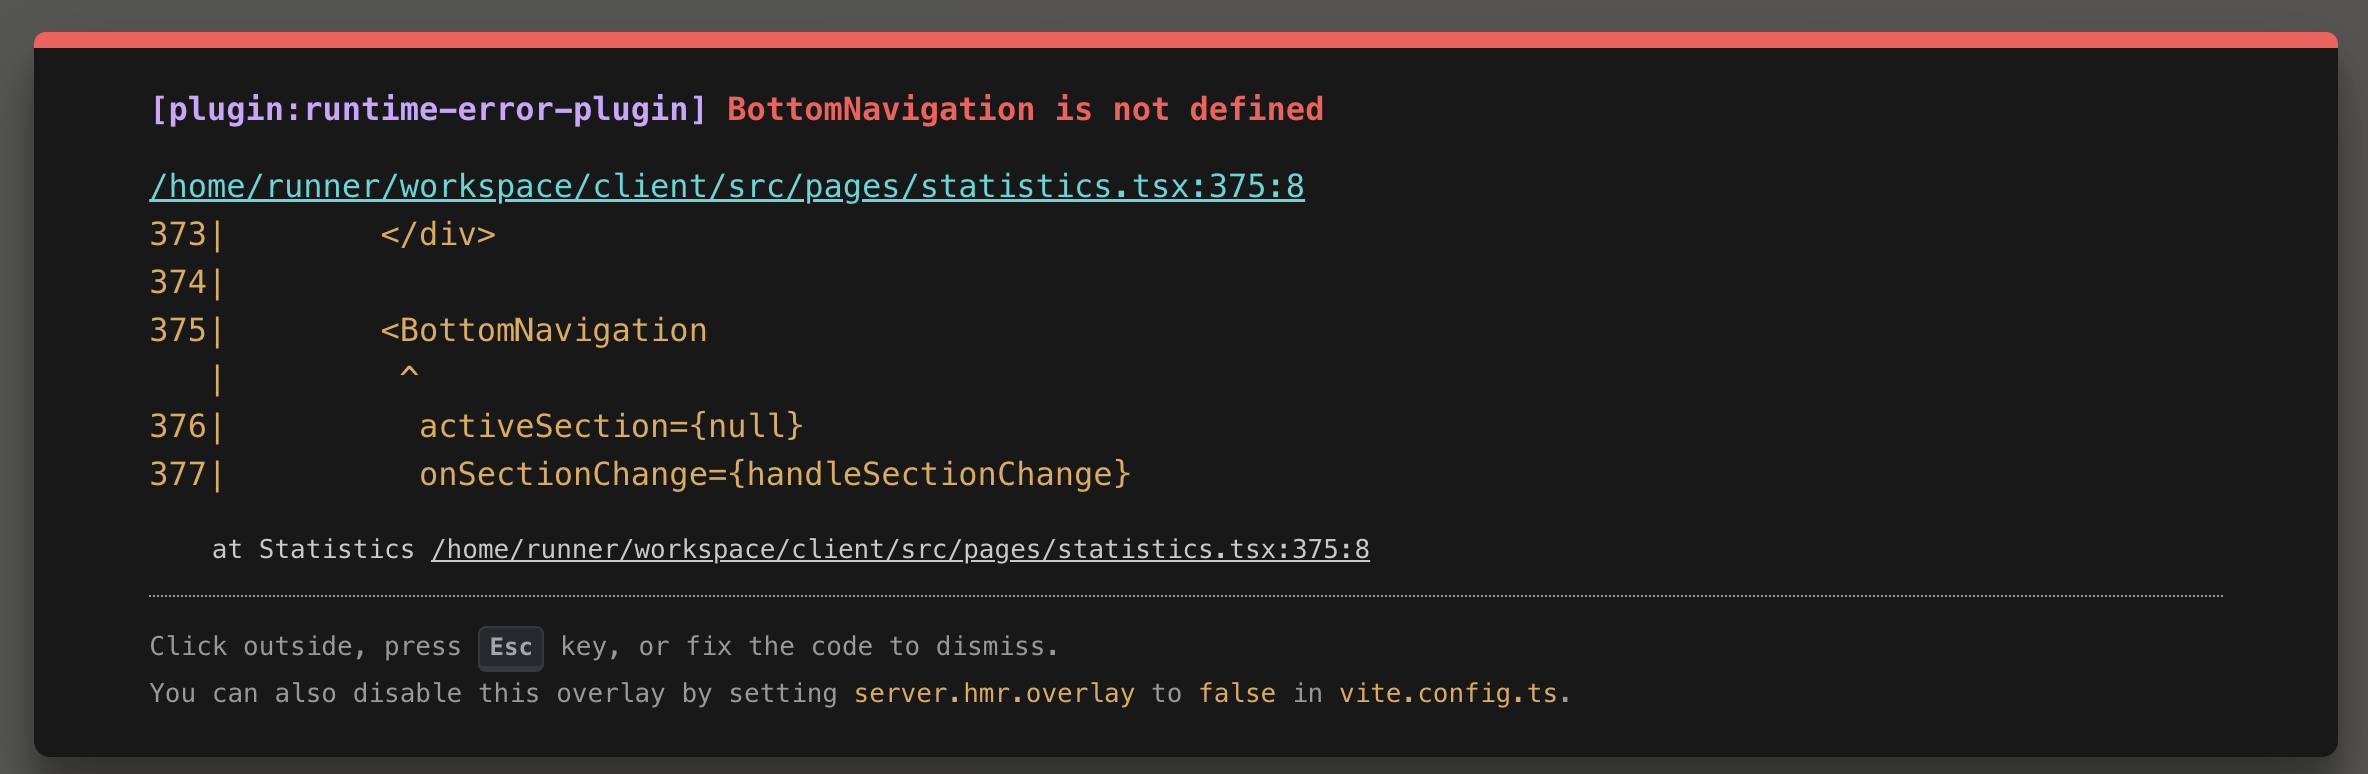 [plugin:runtime-error-plugin] BottomNavigation is not defined
/home/runner/workspace/client/src/pages/statistics.tsx:375:8
373|        </div>
374|
375|        <BottomNavigation
   |         ^
376|          activeSection={null}
377|          onSectionChange={handleSectionChange}
    at Statistics /home/runner/workspace/client/src/pages/statistics.tsx:375:8
Click outside, press Esc key, or fix the code to dismiss.
You can also disable this overlay by setting server.hmr.overlay to false in vite.config.ts.